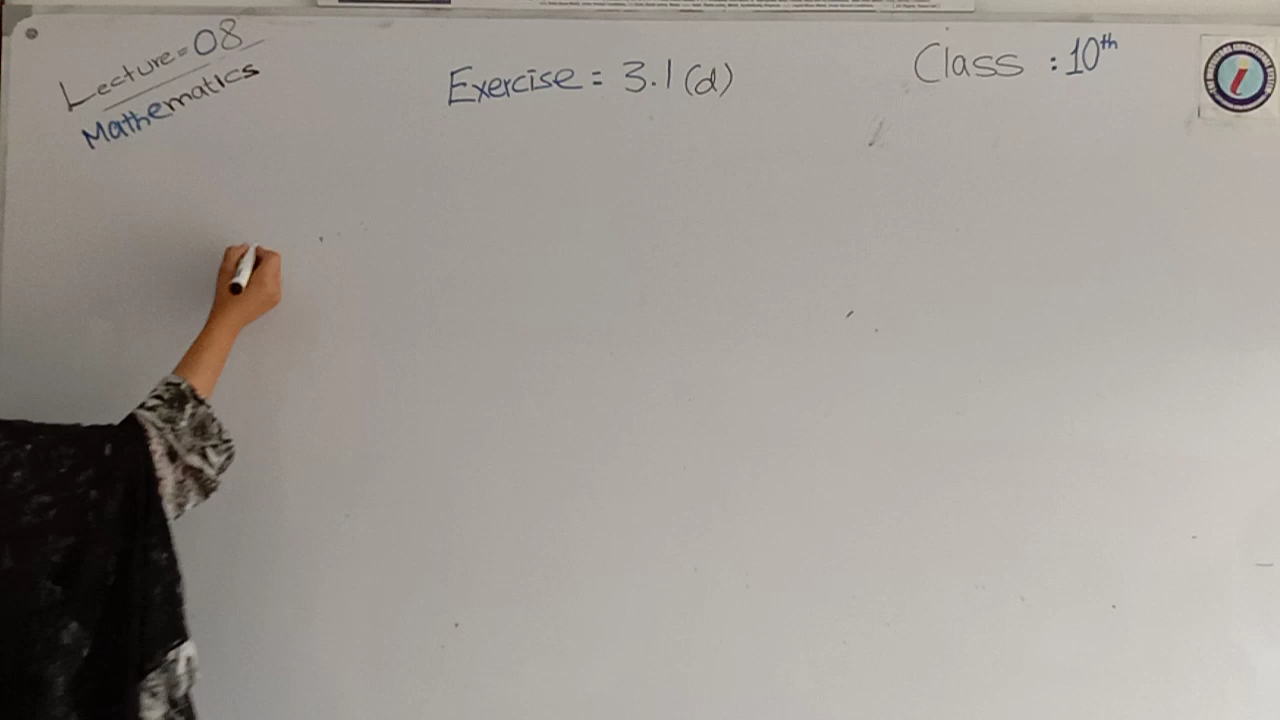 Lecture = 08
Mathematics
Exercise = 3.1 (d)
Class : 10th